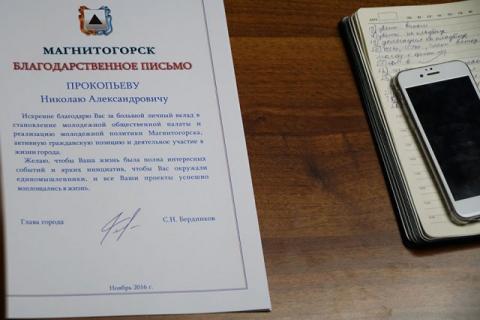 МАГНИТОГОРСК
БЛАГОДАРСТВЕННОЕ ПИСЬМО
ПРОКОПЬЕВУ
Николаю Александровичу
Искренне благодарю Вас за большой личный вклад в
становление молодежной общественной палаты и
реализацию молодежной политики Магнитогорска,
активную гражданскую позицию и деятельное участие в
жизни города.
Желаю, чтобы Ваша жизнь была полна интересных
событий и ярких инициатив, чтобы Вас окружали
единомышленники, и все Ваши проекты успешно
воплощались в жизнь.
Глава города
С.Н. Бердников
Ноябрь 2016 г.